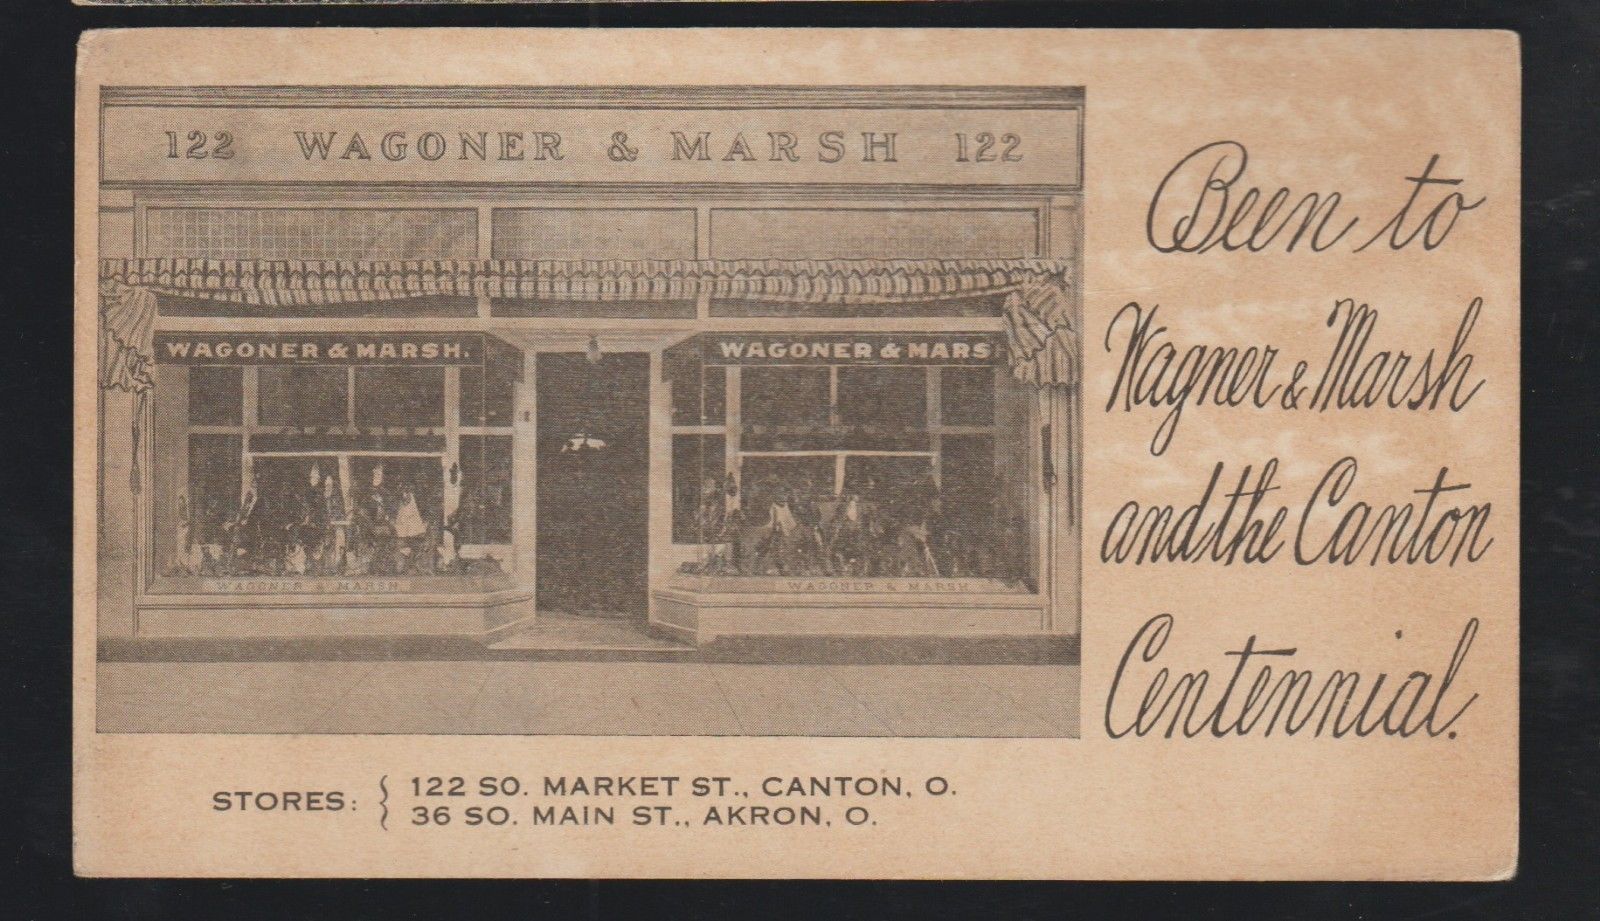 122 WAGONER & MARSH 122
WAGONER & MARSH.
WAGONER & MARS
WAGONER & MARSH
WAGONER & MARSH
Been to
Wagner & Marsh
and the Canton
Centennial.
STORES:
122 SO. MARKET ST., CANTON, O.
36 SO. MAIN ST., AKRON, O.